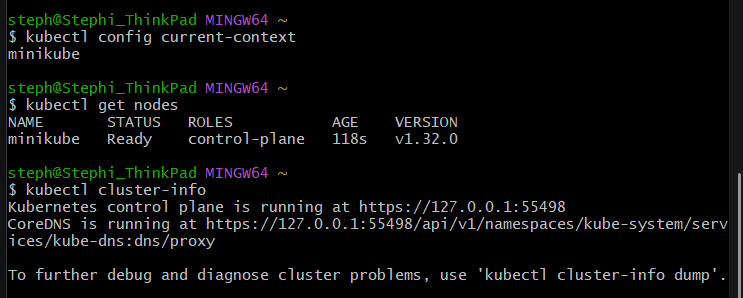 steph@Stephi_ThinkPad MINGW64 ~
$ kubectl config current-context
minikube
steph@Stephi_ThinkPad MINGW64 ~
$ kubectl get nodes
NAME       STATUS   ROLES           AGE    VERSION
minikube   Ready    control-plane   118s   v1.32.0
steph@Stephi_ThinkPad MINGW64 ~
$ kubectl cluster-info
Kubernetes control plane is running at https://127.0.0.1:55498
CoreDNS is running at https://127.0.0.1:55498/api/v1/namespaces/kube-system/serv
ices/kube-dns:dns/proxy
To further debug and diagnose cluster problems, use 'kubectl cluster-info dump'.